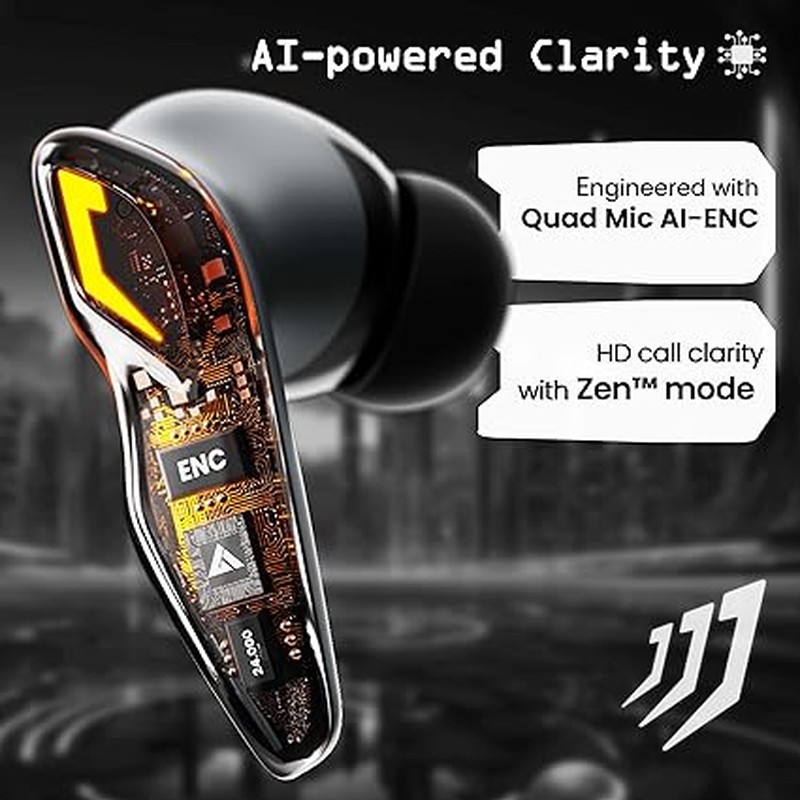 AI-powered Clarity
Engineered with
Quad Mic AI-ENC
HD call clarity
with Zen™ mode
ENC
24.000